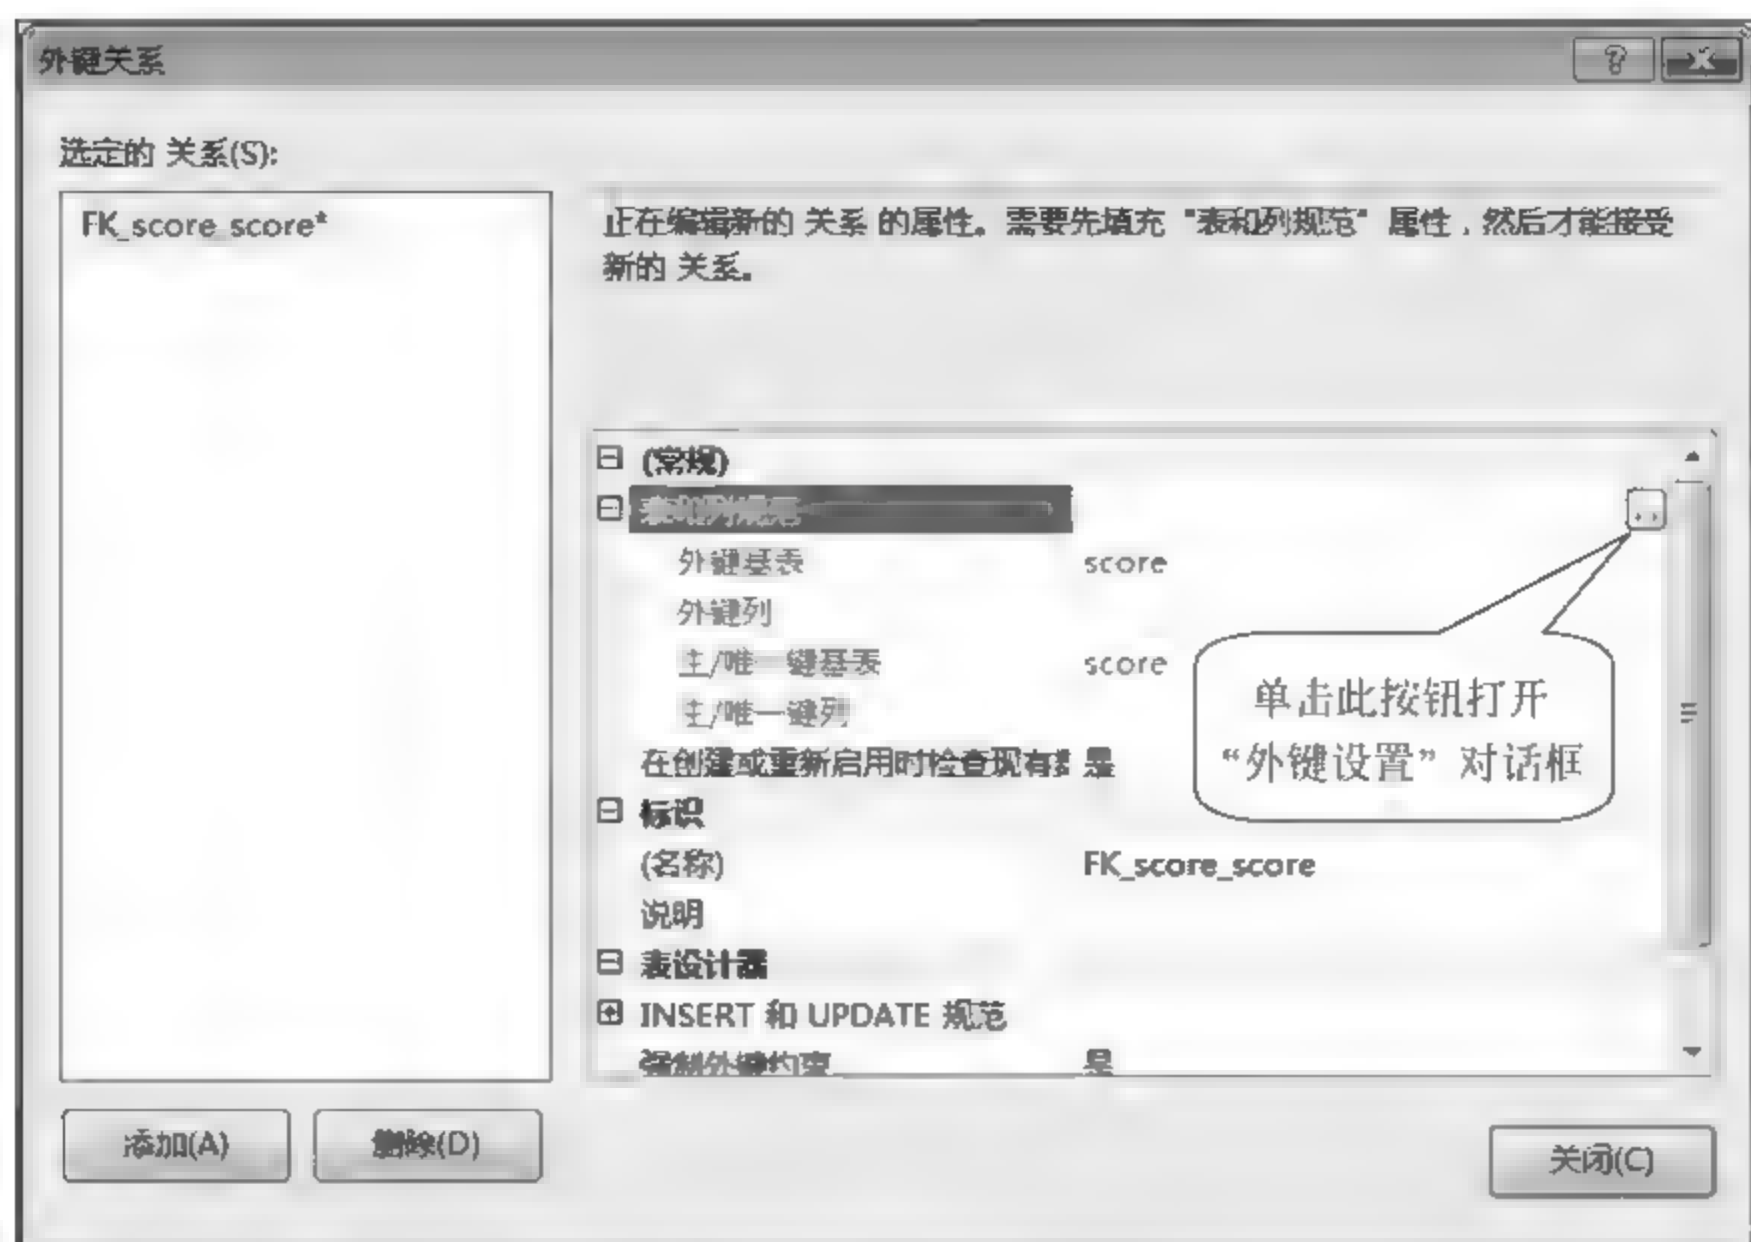 外键关系
选定的 关系(S):
FK_score_score*
正在编辑新的 关系 的属性。需要先填充 "表和列规范" 属性，然后才能接受
新的 关系。
(常规)
表和列规范
外键基表 score
外键列
主/唯一键基表 score
主/唯一键列
在创建或重新启用时检查现有 是
单击此按钮打开
“外键设置”对话框
标识
(名称) FK_score_score
说明
表设计器
INSERT 和 UPDATE 规范
强制外键约束 是
添加(A) 删除(D)
关闭(C)